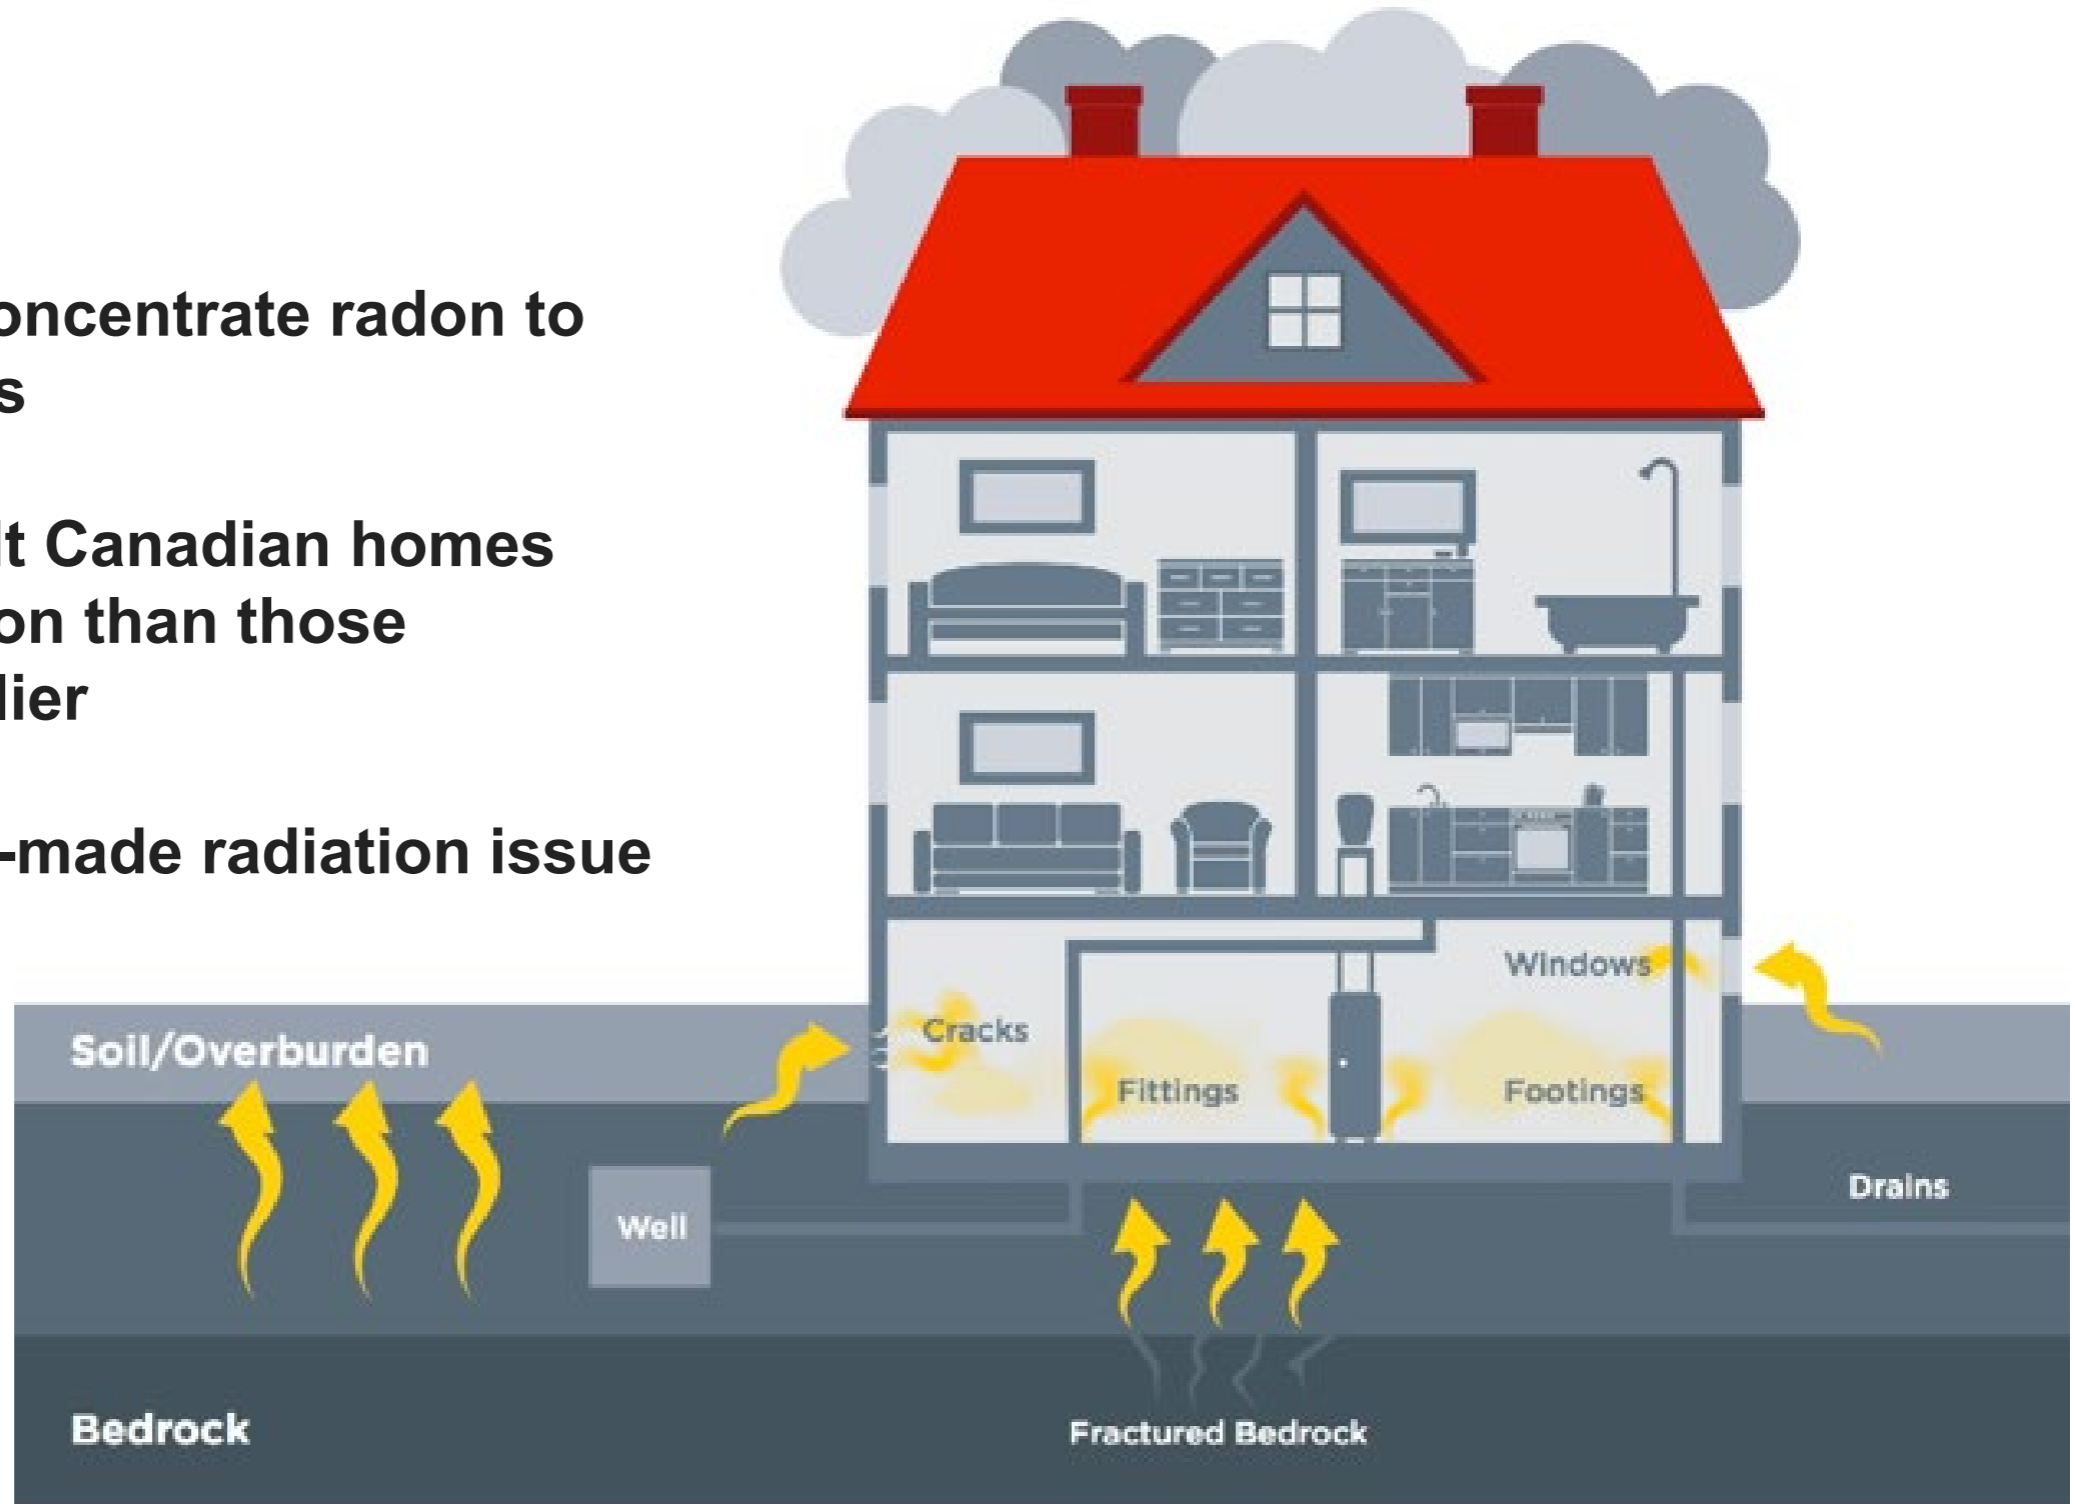 oncentrate radon to
s
lt Canadian homes
on than those
lier
-made radiation issue
Windows
Cracks
Soil/Overburden
Fittings
Footings
Drains
Well
Bedrock
Fractured Bedrock